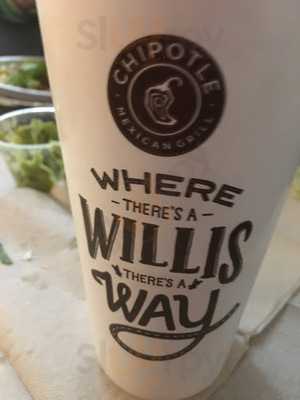 CHIPOTLE
MEXICAN GRILL
WHERE
- THERE'S A -
WILLIS
THERE'S A
WAY